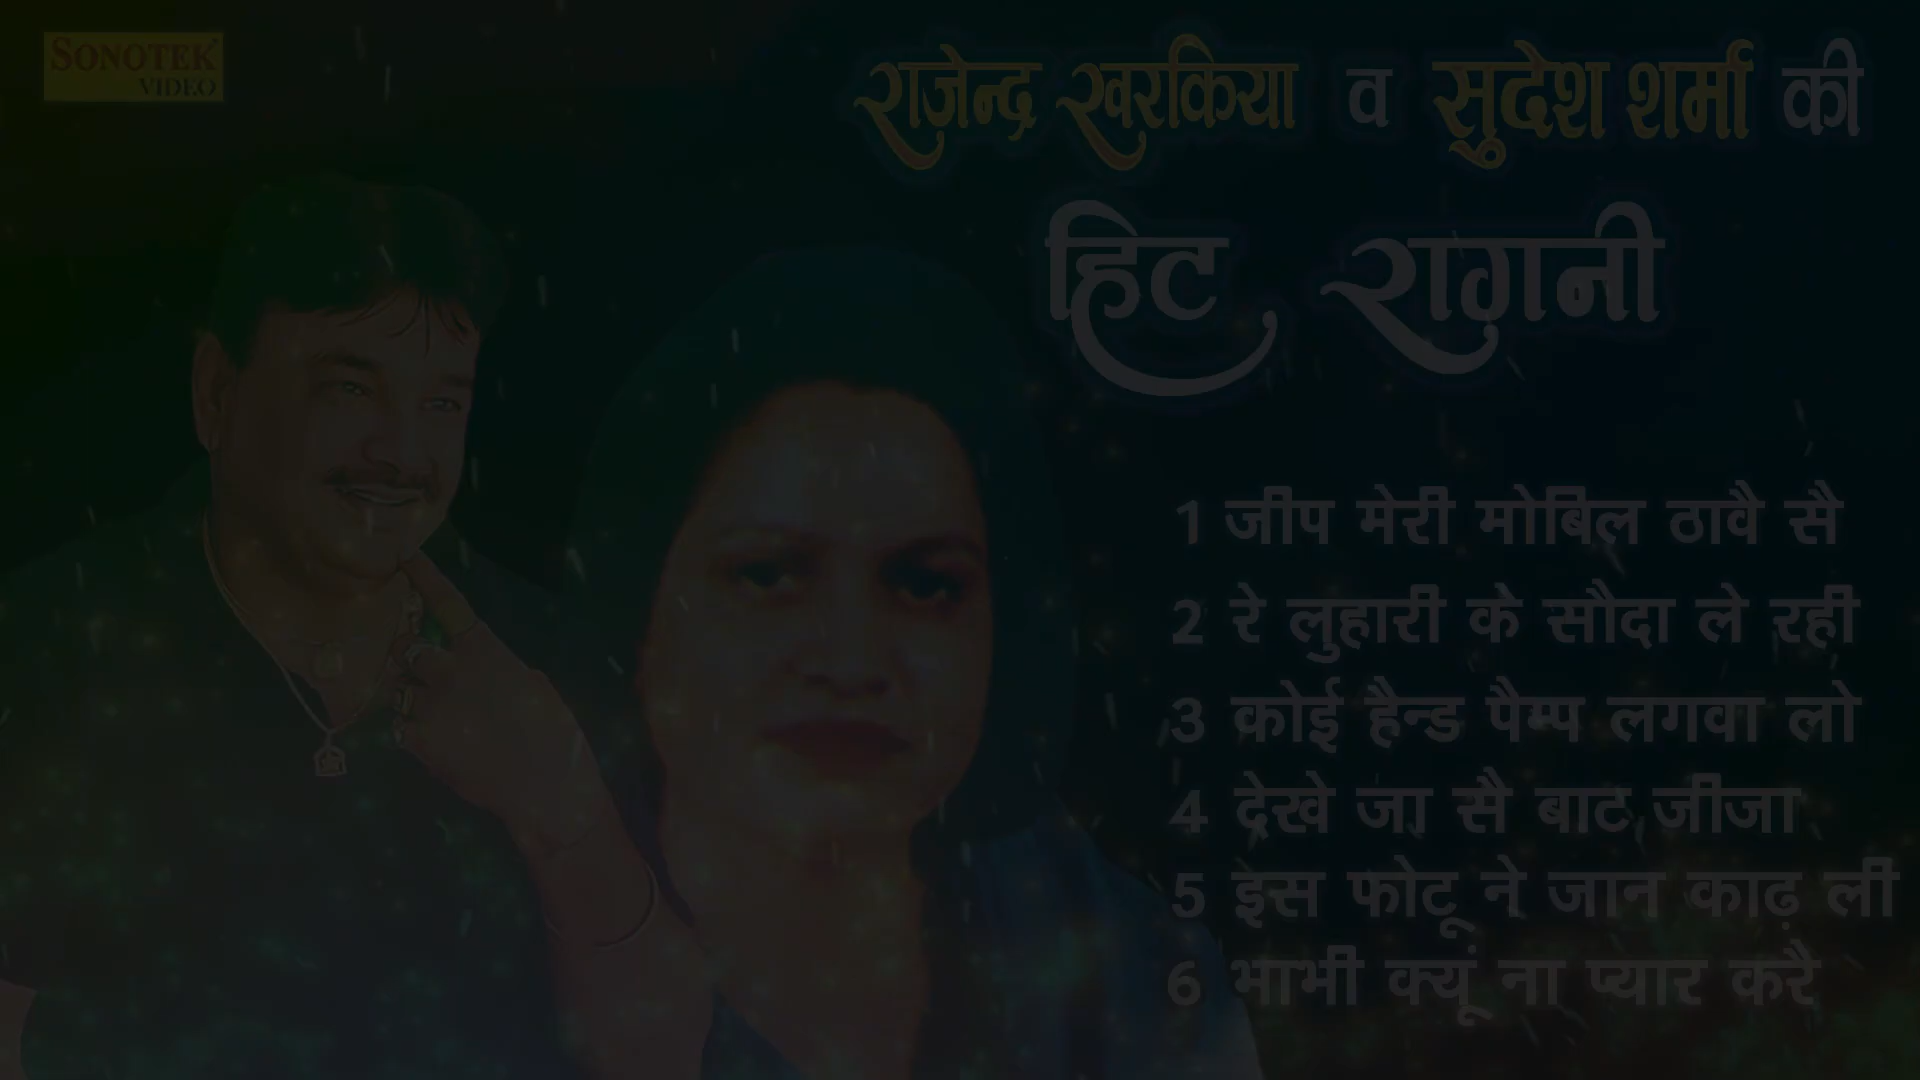 SONOTEK
VIDEO
राजेन्द्र खरकिया व सुदेश शर्मा की
हिट रागनी
1 जीप मेरी मोबिल ठावै सै
2 रे लुहारी के सौदा ले रही
3 कोई हैन्ड पैम्प लगवा लो
4 देखे जा सै बाट जीजा
5 इस फोटू ने जान काढ़ ली
6 भाभी क्यूं ना प्यार करै